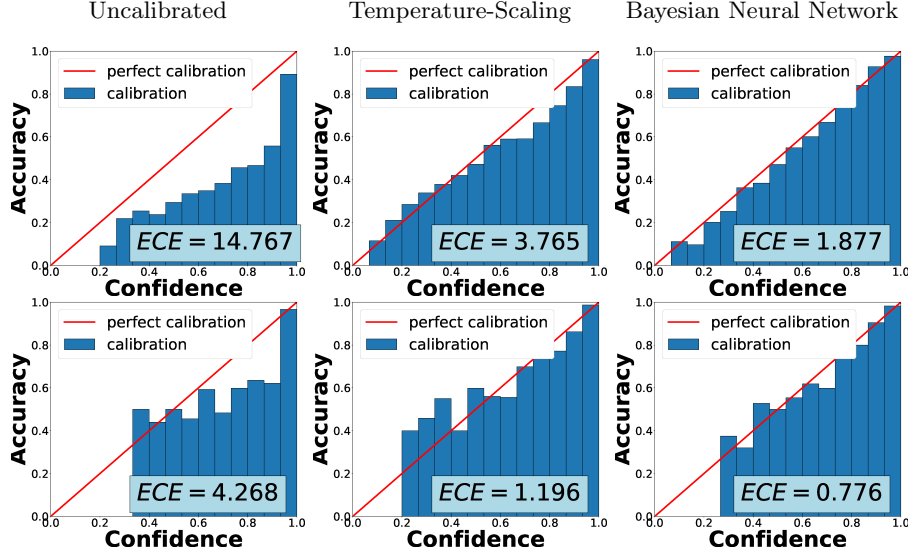 Uncalibrated Temperature-Scaling Bayesian Neural Network
1.0
0.8
0.6
0.4
0.2
0.0
0.0 0.2 0.4 0.6 0.8 1.0
Accuracy
Confidence
perfect calibration
calibration
ECE = 14.767
1.0
0.8
0.6
0.4
0.2
0.0
0.0 0.2 0.4 0.6 0.8 1.0
Accuracy
Confidence
perfect calibration
calibration
ECE = 3.765
1.0
0.8
0.6
0.4
0.2
0.0
0.0 0.2 0.4 0.6 0.8 1.0
Accuracy
Confidence
perfect calibration
calibration
ECE = 1.877
1.0
0.8
0.6
0.4
0.2
0.0
0.0 0.2 0.4 0.6 0.8 1.0
Accuracy
Confidence
perfect calibration
calibration
ECE = 4.268
1.0
0.8
0.6
0.4
0.2
0.0
0.0 0.2 0.4 0.6 0.8 1.0
Accuracy
Confidence
perfect calibration
calibration
ECE = 1.196
1.0
0.8
0.6
0.4
0.2
0.0
0.0 0.2 0.4 0.6 0.8 1.0
Accuracy
Confidence
perfect calibration
calibration
ECE = 0.776